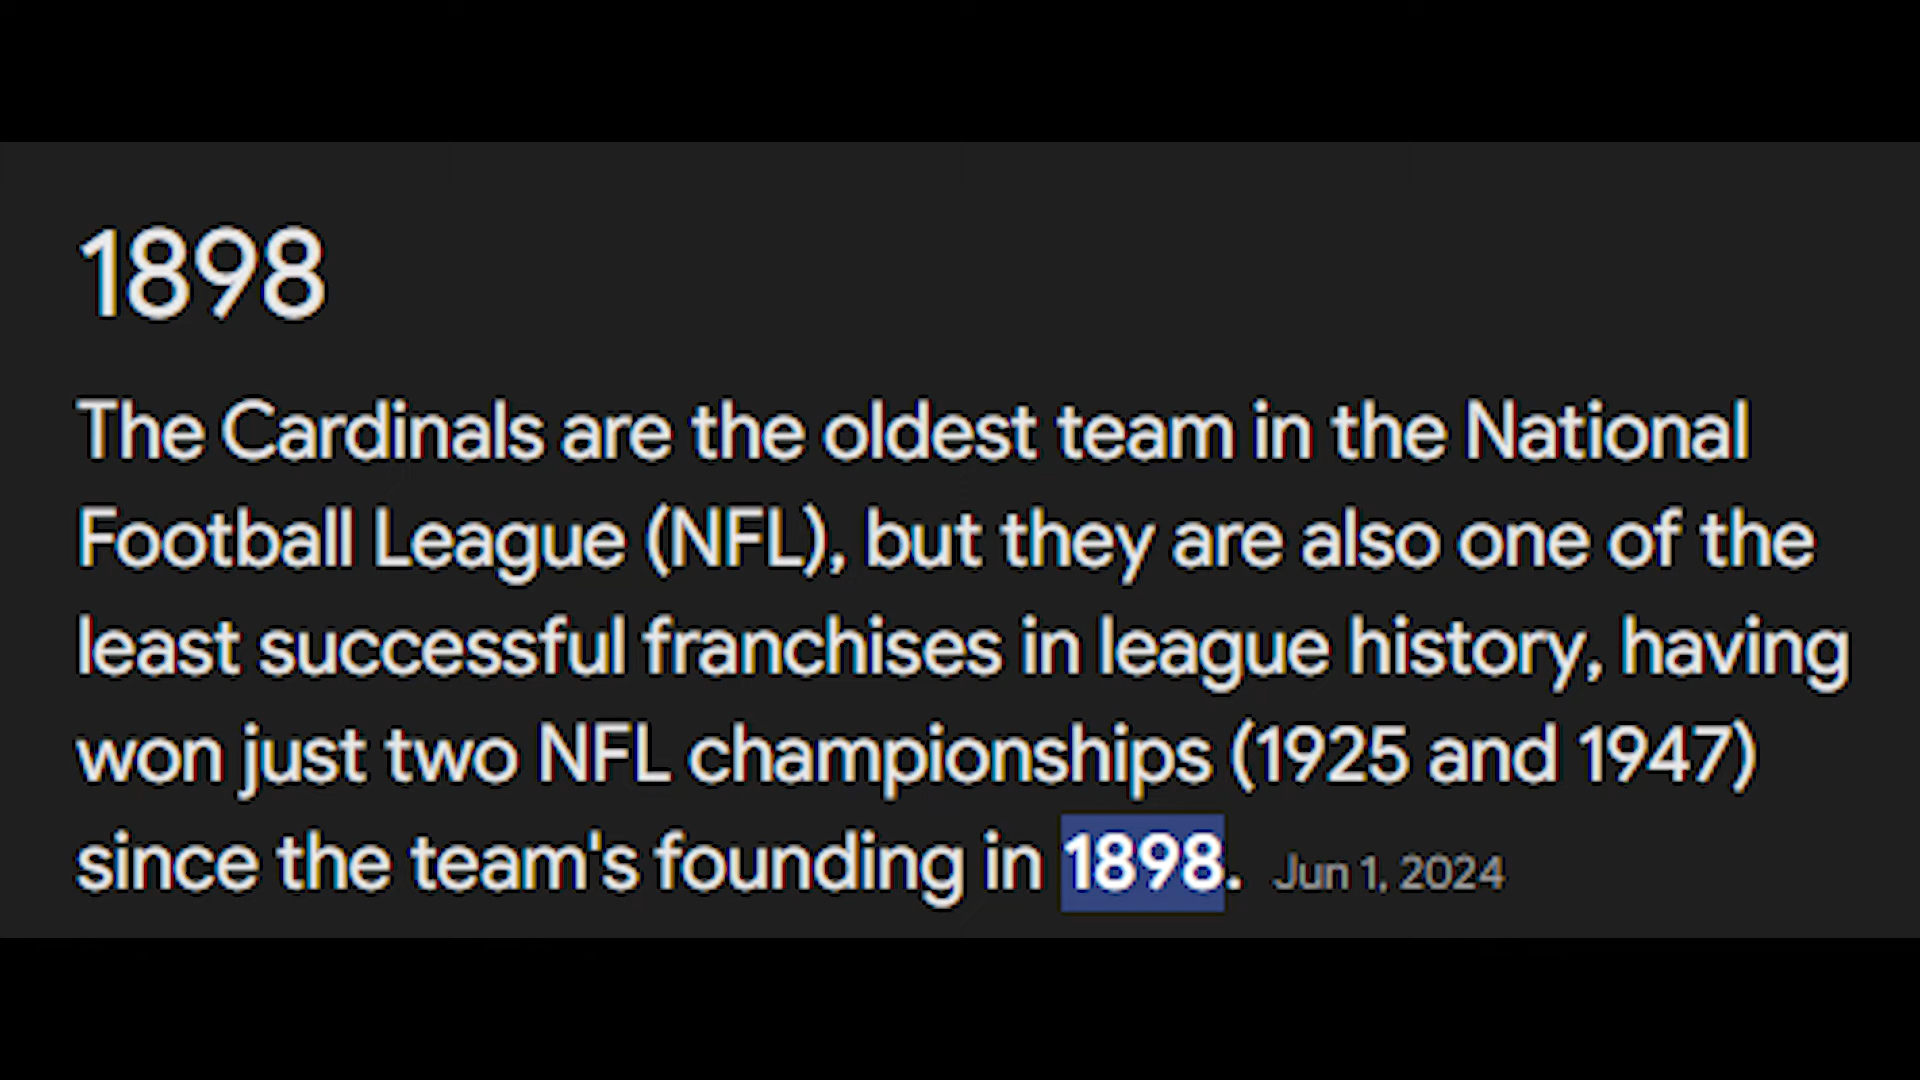 1898
The Cardinals are the oldest team in the National
Football League (NFL), but they are also one of the
least successful franchises in league history, having
won just two NFL championships (1925 and 1947)
since the team's founding in 1898. Jun 1, 2024